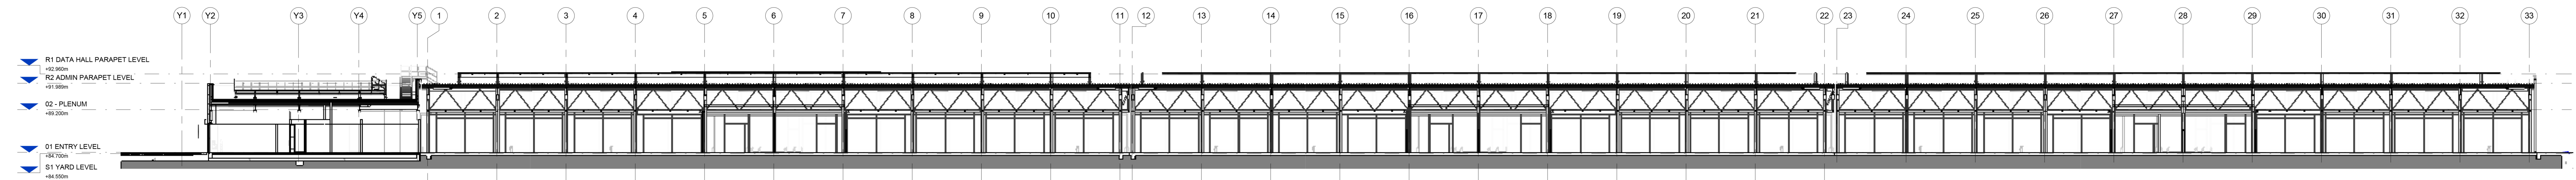 Y1 Y2 Y3 Y4 Y5 1 2 3 4 5 6 7 8 9 10 11 12 13 14 15 16 17 18 19 20 21 22 23 24 25 26 27 28 29 30 31 32 33
R1 DATA HALL PARAPET LEVEL
+92.960m
R2 ADMIN PARAPET LEVEL
+91.989m
02 - PLENUM
+89.200m
01 ENTRY LEVEL
+84.700m
S1 YARD LEVEL
+84.550m